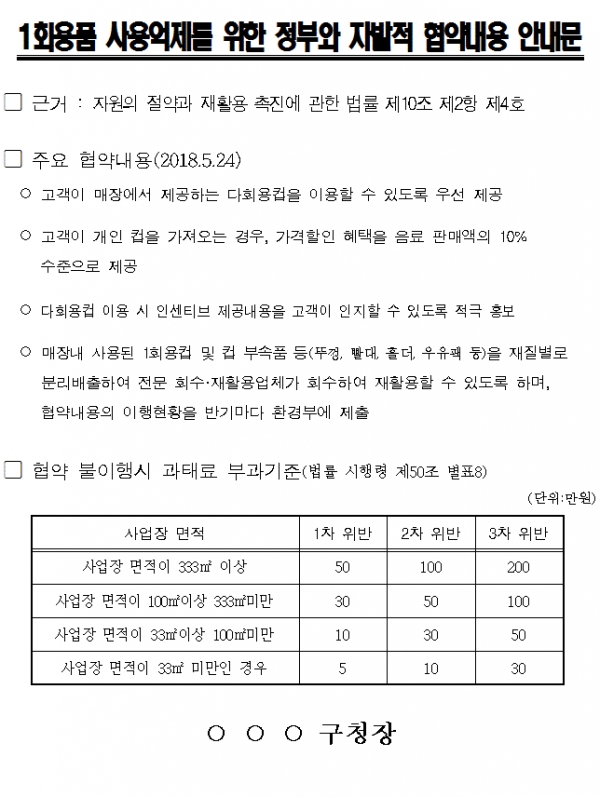 1회용품 사용억제를 위한 정부와 자발적 협약내용 안내문
□ 근거 : 자원의 절약과 재활용 촉진에 관한 법률 제10조 제2항 제4호
□ 주요 협약내용(2018.5.24)
○ 고객이 매장에서 제공하는 다회용컵을 이용할 수 있도록 우선 제공
○ 고객이 개인 컵을 가져오는 경우, 가격할인 혜택을 음료 판매액의 10%
수준으로 제공
○ 다회용컵 이용 시 인센티브 제공내용을 고객이 인지할 수 있도록 적극 홍보
○ 매장내 사용된 1회용컵 및 컵 부속품 등(뚜껑, 빨대, 홀더, 우유팩 등)을 재질별로
분리배출하여 전문 회수·재활용업체가 회수하여 재활용할 수 있도록 하며,
협약내용의 이행현황을 반기마다 환경부에 제출
□ 협약 불이행시 과태료 부과기준(법률 시행령 제50조 별표8)
(단위:만원)
사업장 면적 1차 위반 2차 위반 3차 위반
사업장 면적이 333㎡ 이상 50 100 200
사업장 면적이 100㎡이상 333㎡미만 30 50 100
사업장 면적이 33㎡이상 100㎡미만 10 30 50
사업장 면적이 33㎡ 미만인 경우 5 10 30
○ ○ ○ 구청장